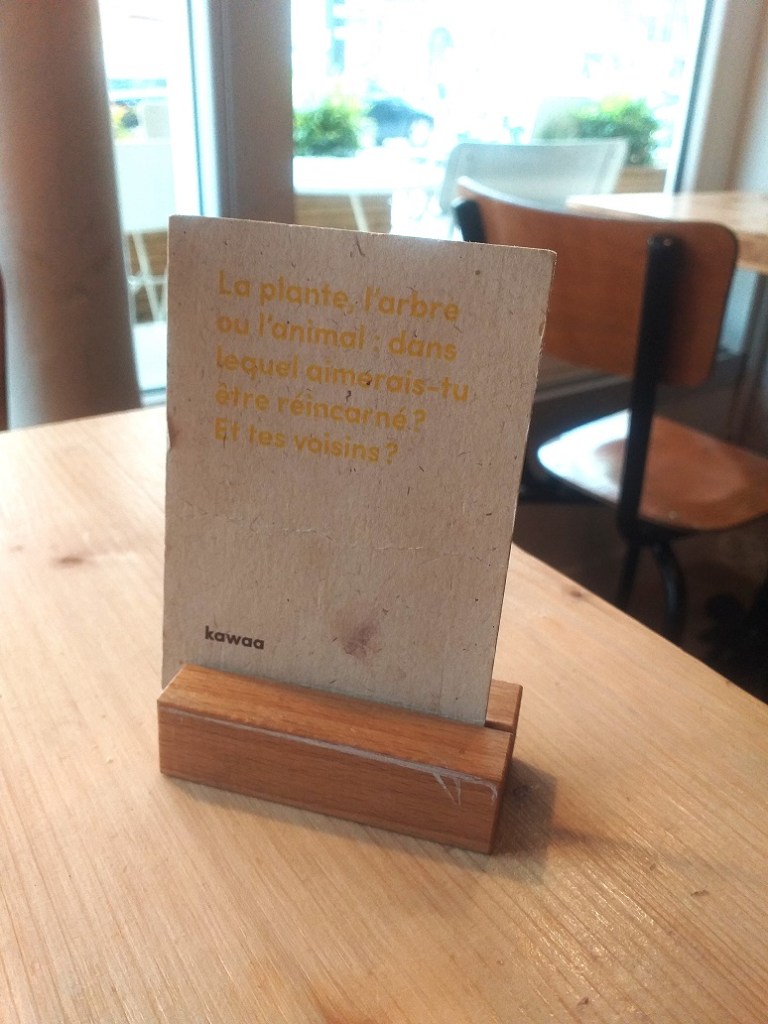 La plante, l'arbre
ou l'animal : dans
lequel aimerais-tu
être réincarné ?
Et tes voisins ?
kawaa